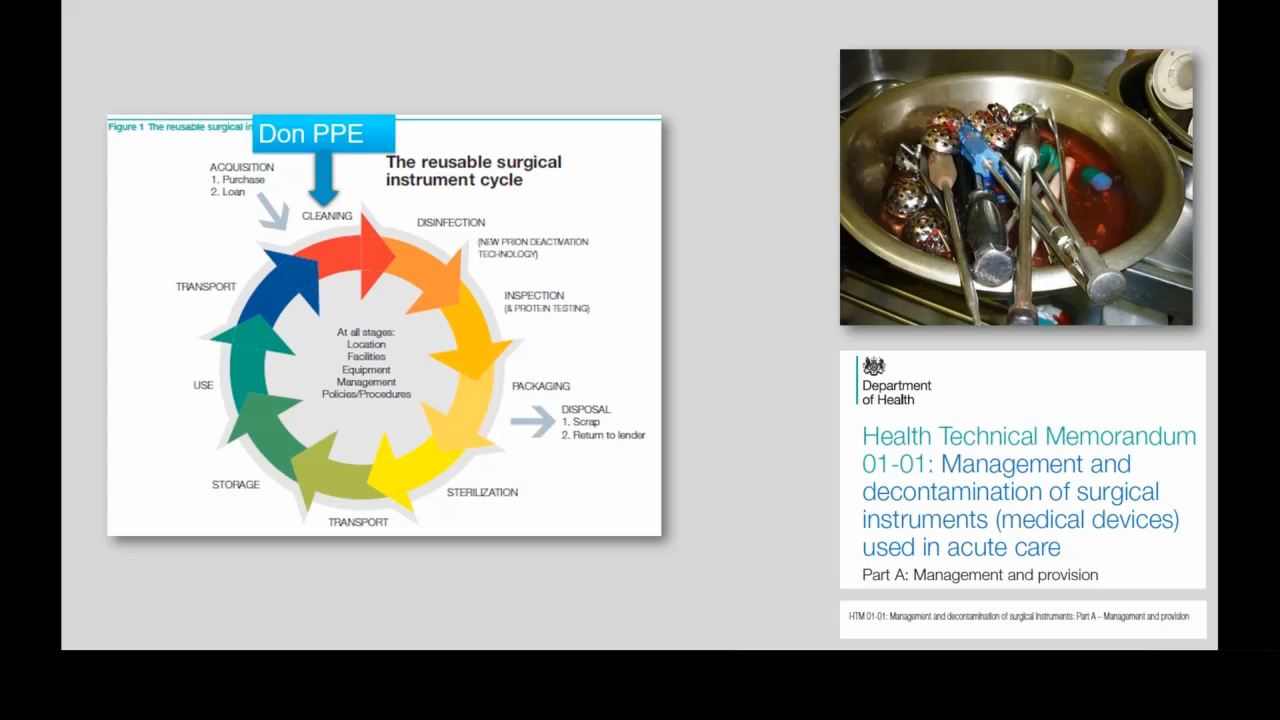 Figure 1 The reusable surgical in
Don PPE
The reusable surgical
instrument cycle
ACQUISITION
1. Purchase
2. Loan
CLEANING
DISINFECTION
(NEW PRION DEACTIVATION
TECHNOLOGY)
INSPECTION
(& PROTEIN TESTING)
PACKAGING
DISPOSAL
1. Scrap
2. Return to lender
STERILIZATION
TRANSPORT
STORAGE
USE
TRANSPORT
At all stages:
Location
Facilities
Equipment
Management
Policies/Procedures
Department
of Health
Health Technical Memorandum
01-01: Management and
decontamination of surgical
instruments (medical devices)
used in acute care
Part A: Management and provision
HTM 01-01: Management and decontamination of surgical instruments: Part A – Management and provision